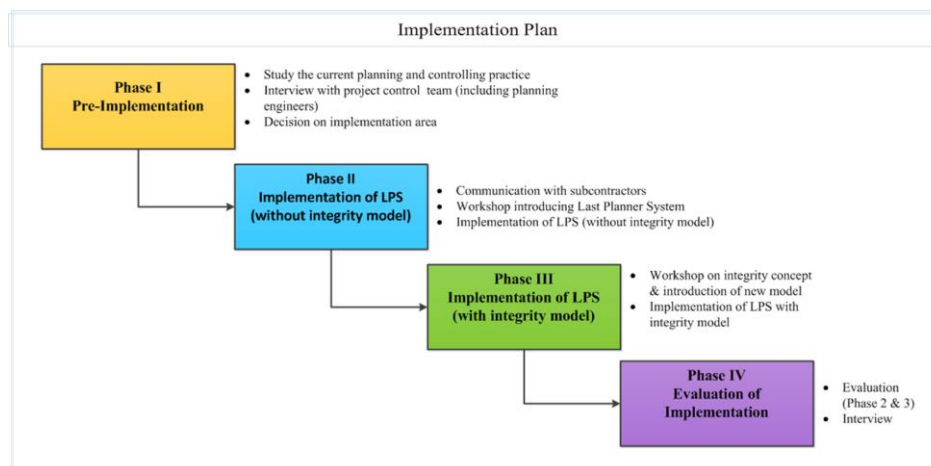 Implementation Plan
Phase I
Pre-Implementation
• Study the current planning and controlling practice
• Interview with project control team (including planning
engineers)
• Decision on implementation area
Phase II
Implementation of LPS
(without integrity model)
• Communication with subcontractors
• Workshop introducing Last Planner System
• Implementation of LPS (without integrity model)
Phase III
Implementation of LPS
(with integrity model)
• Workshop on integrity concept
& introduction of new model
• Implementation of LPS with
integrity model
Phase IV
Evaluation of
Implementation
• Evaluation
(Phase 2 & 3)
• Interview